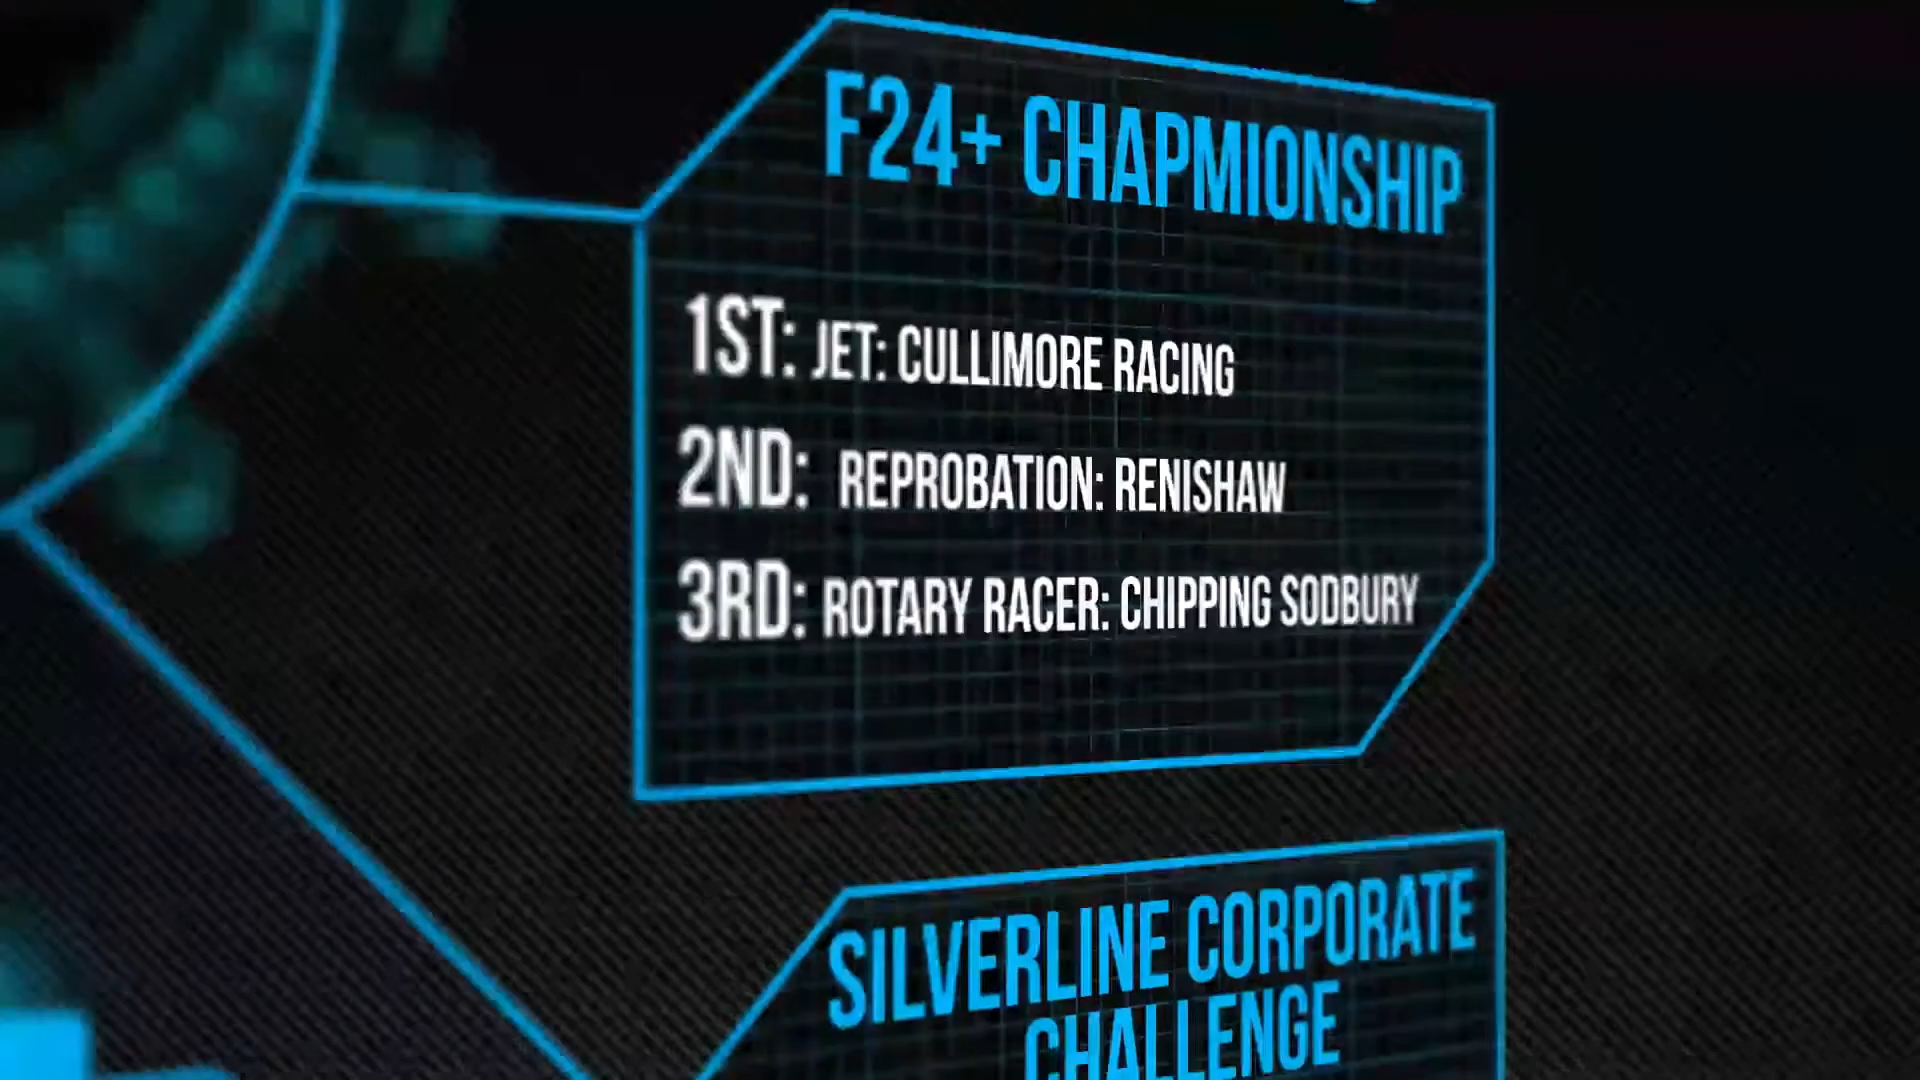 F24+ CHAPMIONSHIP
1ST: JET: CULLIMORE RACING
2ND: REPROBATION: RENISHAW
3RD: ROTARY RACER: CHIPPING SODBURY
SILVERLINE CORPORATE
CHALLENGE